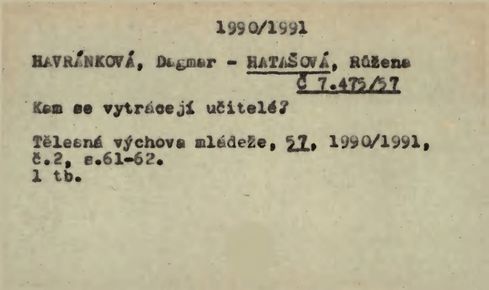 1990/1991
HAVRÁNKOVÁ, Dagmar - HATAŠOVÁ, Růžena
Č 7.475/57
Kam se vytrácejí učitelé?
Tělesná výchova mládeže, 57, 1990/1991,
č.2, s.61-62.
1 tb.